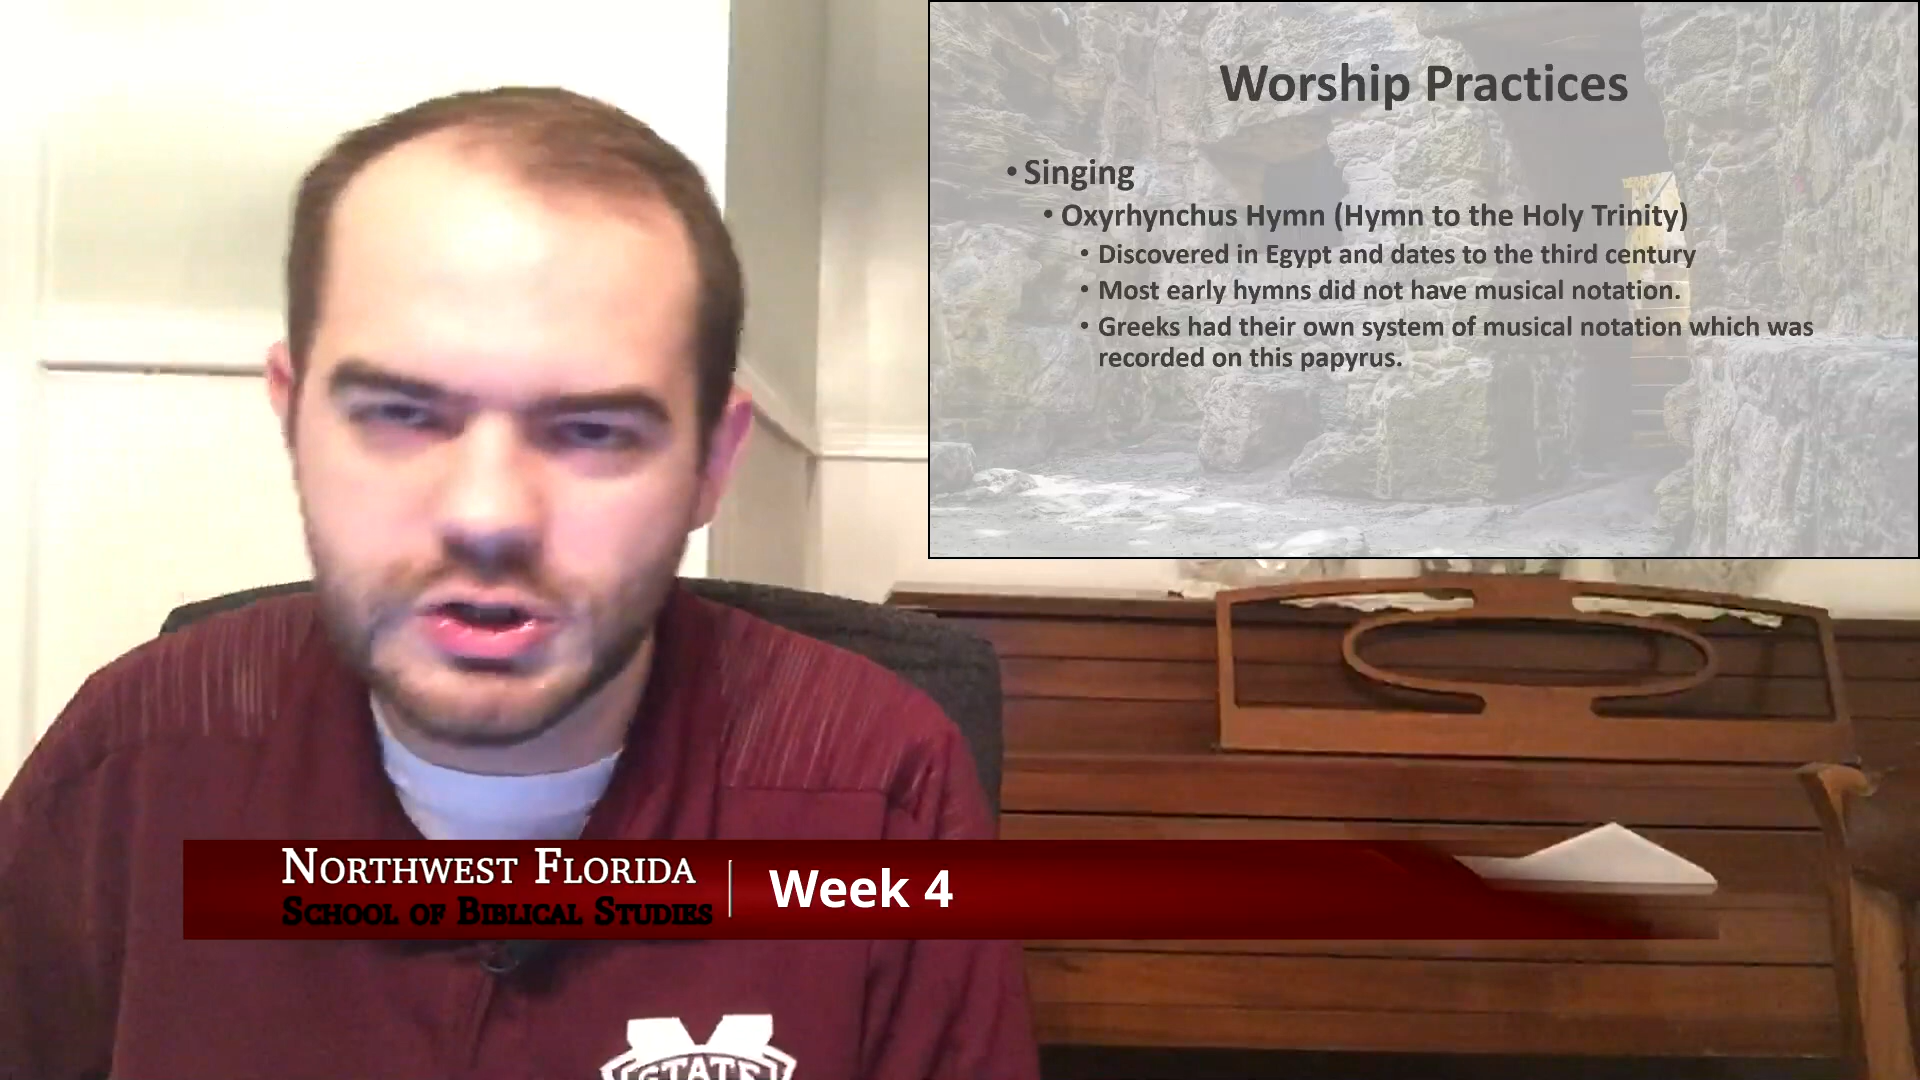 Worship Practices
• Singing
• Oxyrhynchus Hymn (Hymn to the Holy Trinity)
• Discovered in Egypt and dates to the third century
• Most early hymns did not have musical notation.
• Greeks had their own system of musical notation which was
recorded on this papyrus.
NORTHWEST FLORIDA
SCHOOL OF BIBLICAL STUDIES
Week 4
STATE